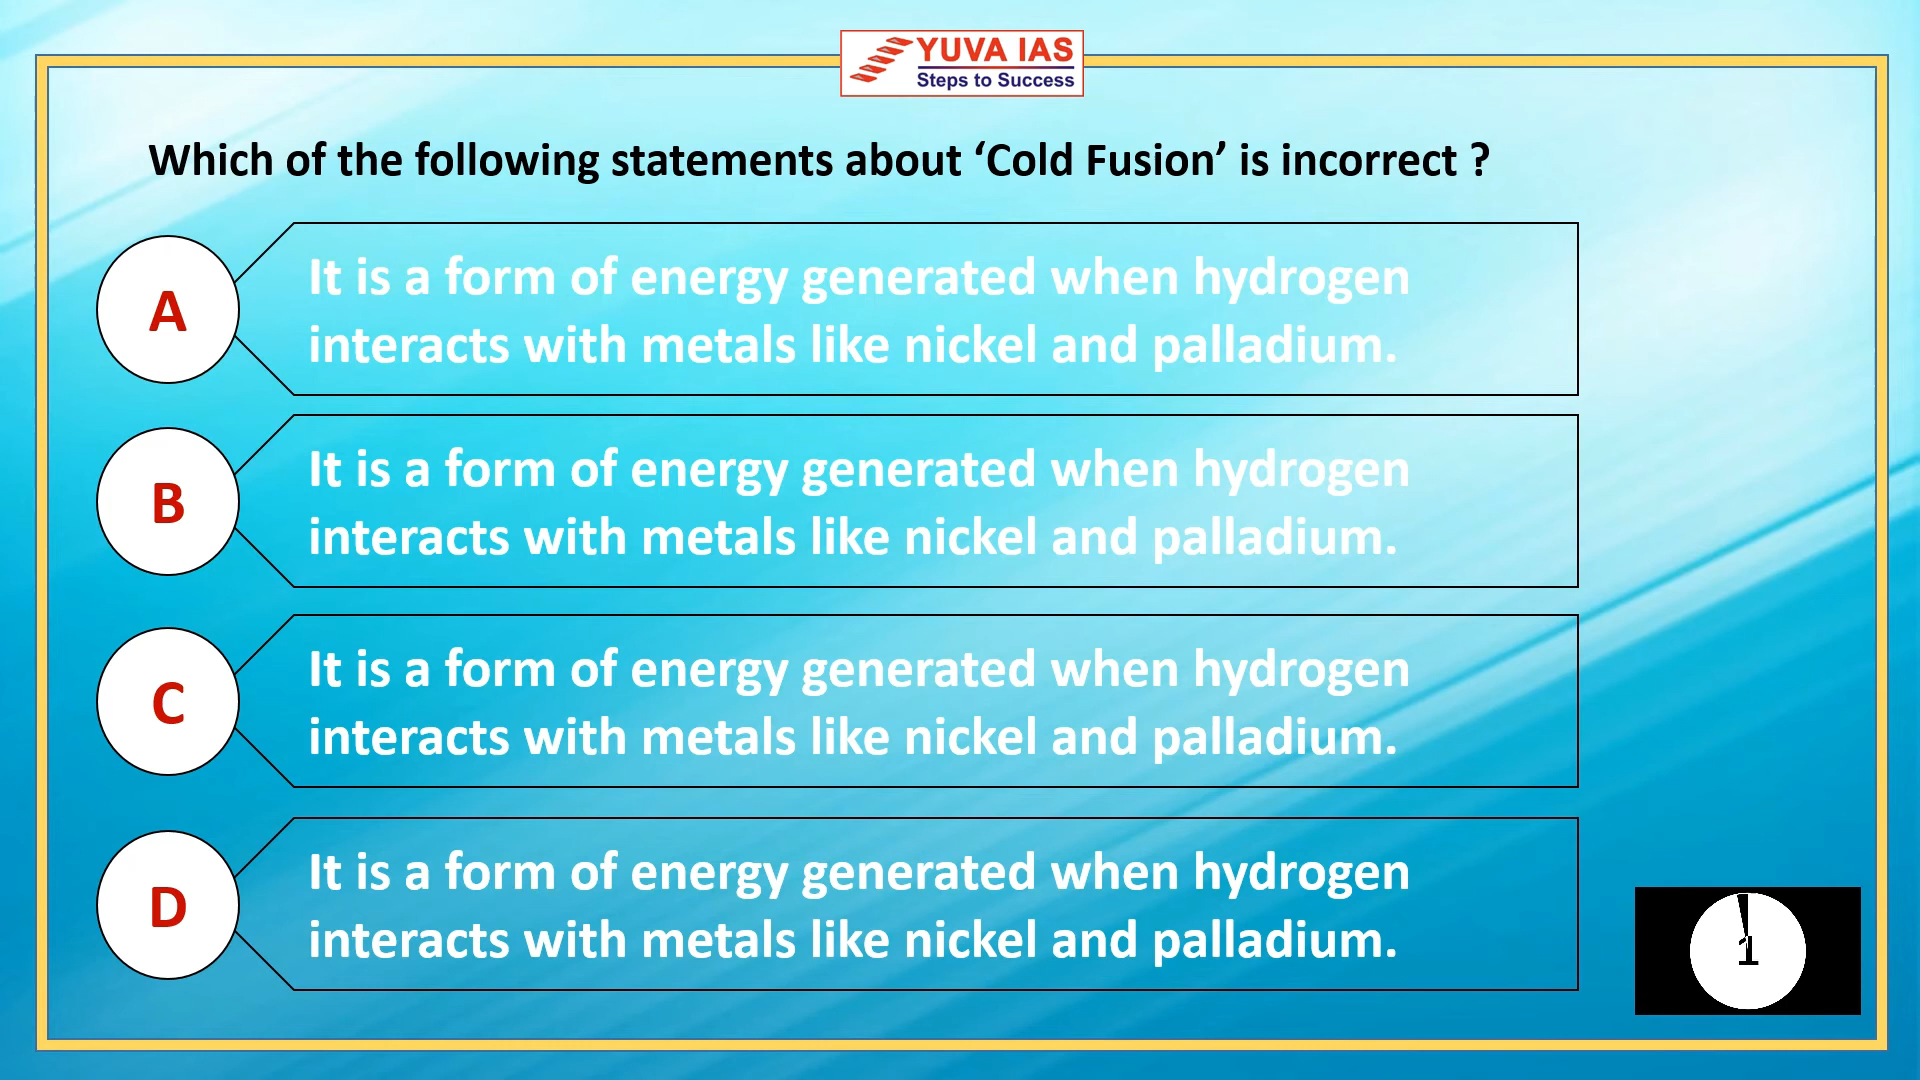 YUVA IAS
Steps to Success
Which of the following statements about ‘Cold Fusion’ is incorrect ?
A
It is a form of energy generated when hydrogen
interacts with metals like nickel and palladium.
B
It is a form of energy generated when hydrogen
interacts with metals like nickel and palladium.
C
It is a form of energy generated when hydrogen
interacts with metals like nickel and palladium.
D
It is a form of energy generated when hydrogen
interacts with metals like nickel and palladium.
1